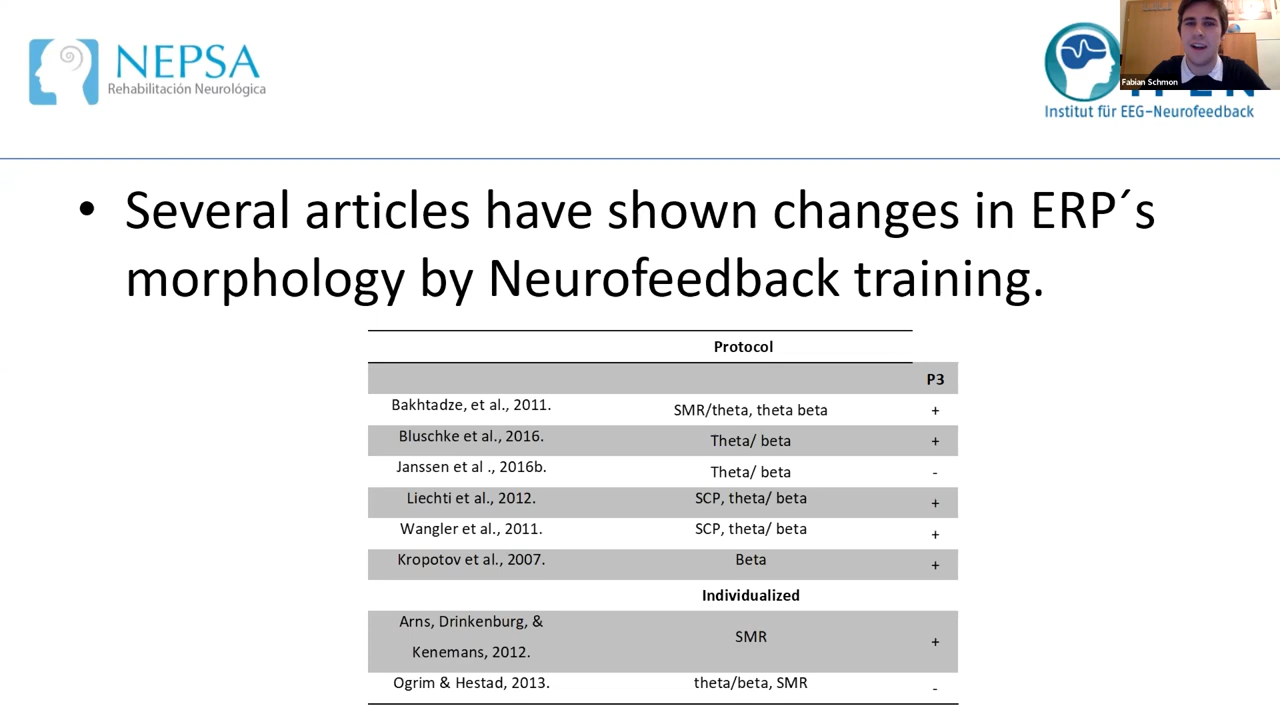 NEPSA
Rehabilitación Neurológica
Institut für EEG-Neurofeedback
Fabian Schmon
• Several articles have shown changes in ERP´s
morphology by Neurofeedback training.
Protocol
P3
Bakhtadze, et al., 2011. SMR/theta, theta beta +
Bluschke et al., 2016. Theta/ beta +
Janssen et al ., 2016b. Theta/ beta -
Liechti et al., 2012. SCP, theta/ beta +
Wangler et al., 2011. SCP, theta/ beta +
Kropotov et al., 2007. Beta +
Individualized
Arns, Drinkenburg, &
Kenemans, 2012. SMR +
Ogrim & Hestad, 2013. theta/beta, SMR -